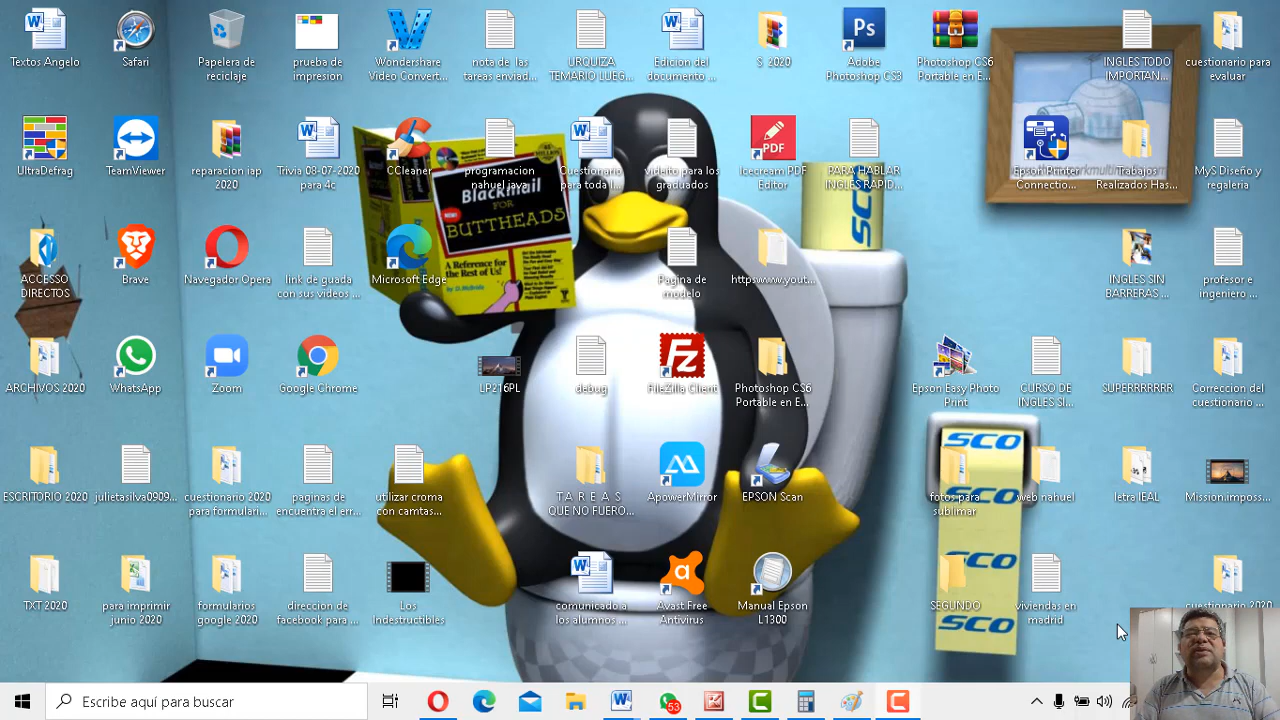 Textos Angelo
Safari
Papelera de
reciclaje
prueba de
impresion
Wondershare
Video Convert...
nota de las
tareas enviad...
URQUIZA
TEMARIO LUEG...
Edicion del
documento ...
S 2020
Adobe
Photoshop CS3
Photoshop CS6
Portable en E...
INGLES TODO
IMPORTAN...
cuestionario para
evaluar
UltraDefrag
TeamViewer
reparacion iap
2020
Trivia 08-07-2020
para 4c
CCleaner
programacion
nahuel java
Cuestionario
para toda l...
videito para los
graduados
Icecream PDF
Editor
PARA HABLAR
INGLES RAPID...
Epson Printer
Connectio...
Trabajos
Realizados Has...
MyS Diseño y
regaleria
ACCESSO
DIRECTOS
Brave
Navegador Opera
link de guada
con sus videos ...
Microsoft Edge
Pagina de
modelo
httpswww.yout...
INGLES SIN
BARRERAS ...
profesor e
ingeniero ...
ARCHIVOS 2020
WhatsApp
Zoom
Google Chrome
LP216PL
debug
FileZilla Client
Photoshop CS6
Portable en E...
Epson Easy Photo
Print
CURSO DE
INGLES SI...
SUPERRRRRRR
Correccion del
cuestionario ...
ESCRITORIO 2020
julietasilva0909...
cuestionario 2020
para formulari...
paginas de
encuentra el err...
utilizar croma
con camtas...
T A R E A S
QUE NO FUERO...
ApowerMirror
EPSON Scan
fotos para
sublimar
web nahuel
letra IEAL
Mission.imposs...
TXT 2020
para imprimir
junio 2020
formularios
google 2020
direccion de
facebook para ...
Los
Indestructibles
comunicado a
los alumnos ...
Avast Free
Antivirus
Manual Epson
L1300
SEGUNDO
viviendas en
madrid
cuestionario 2020
NEW!
Blackmail
FOR
BUTTHEADS
A Reference
for the Rest of Us!
SCO
SCO
SCO
SCO
SCO
Ps
PDF
Fz
Escribe aquí para buscar
53